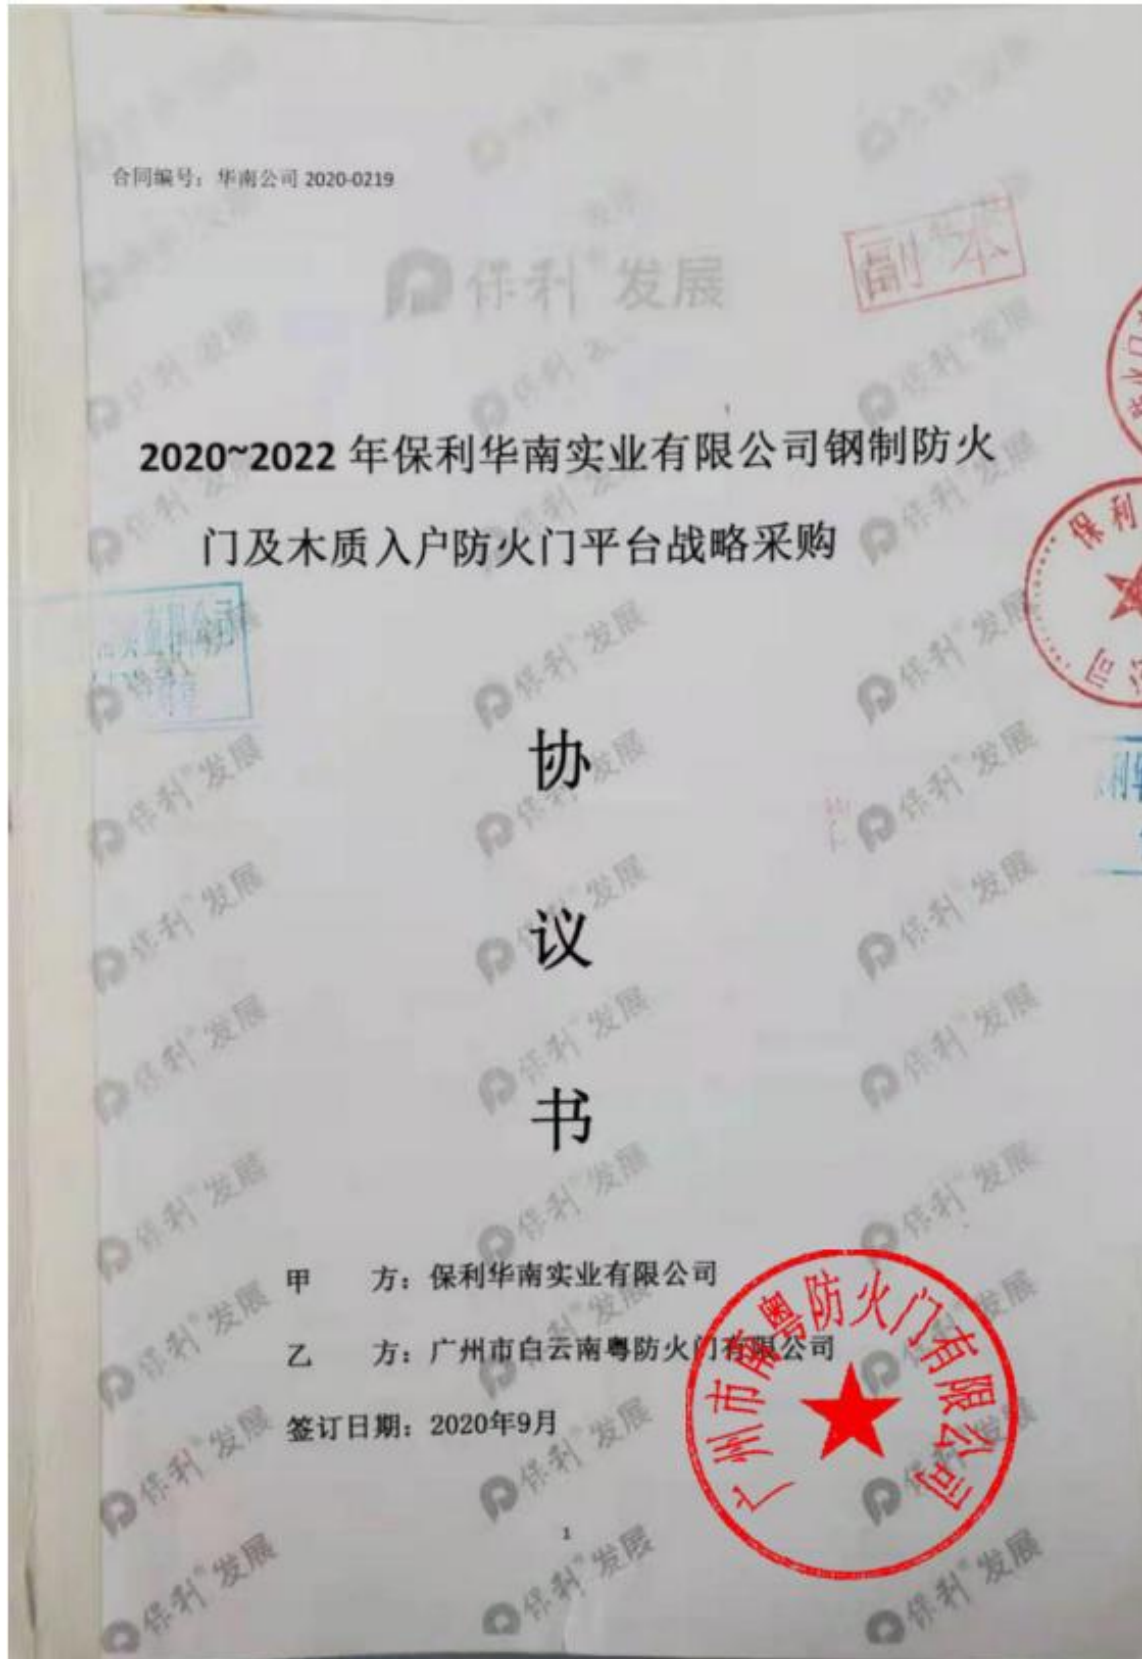 合同编号：华南公司 2020-0219
副本
保利 发展
2020~2022 年保利华南实业有限公司钢制防火
门及木质入户防火门平台战略采购
协
议
书
甲 方：保利华南实业有限公司
乙 方：广州市白云南粤防火门有限公司
签订日期：2020年9月
广州市南粤防火门有限公司
保利
司
1